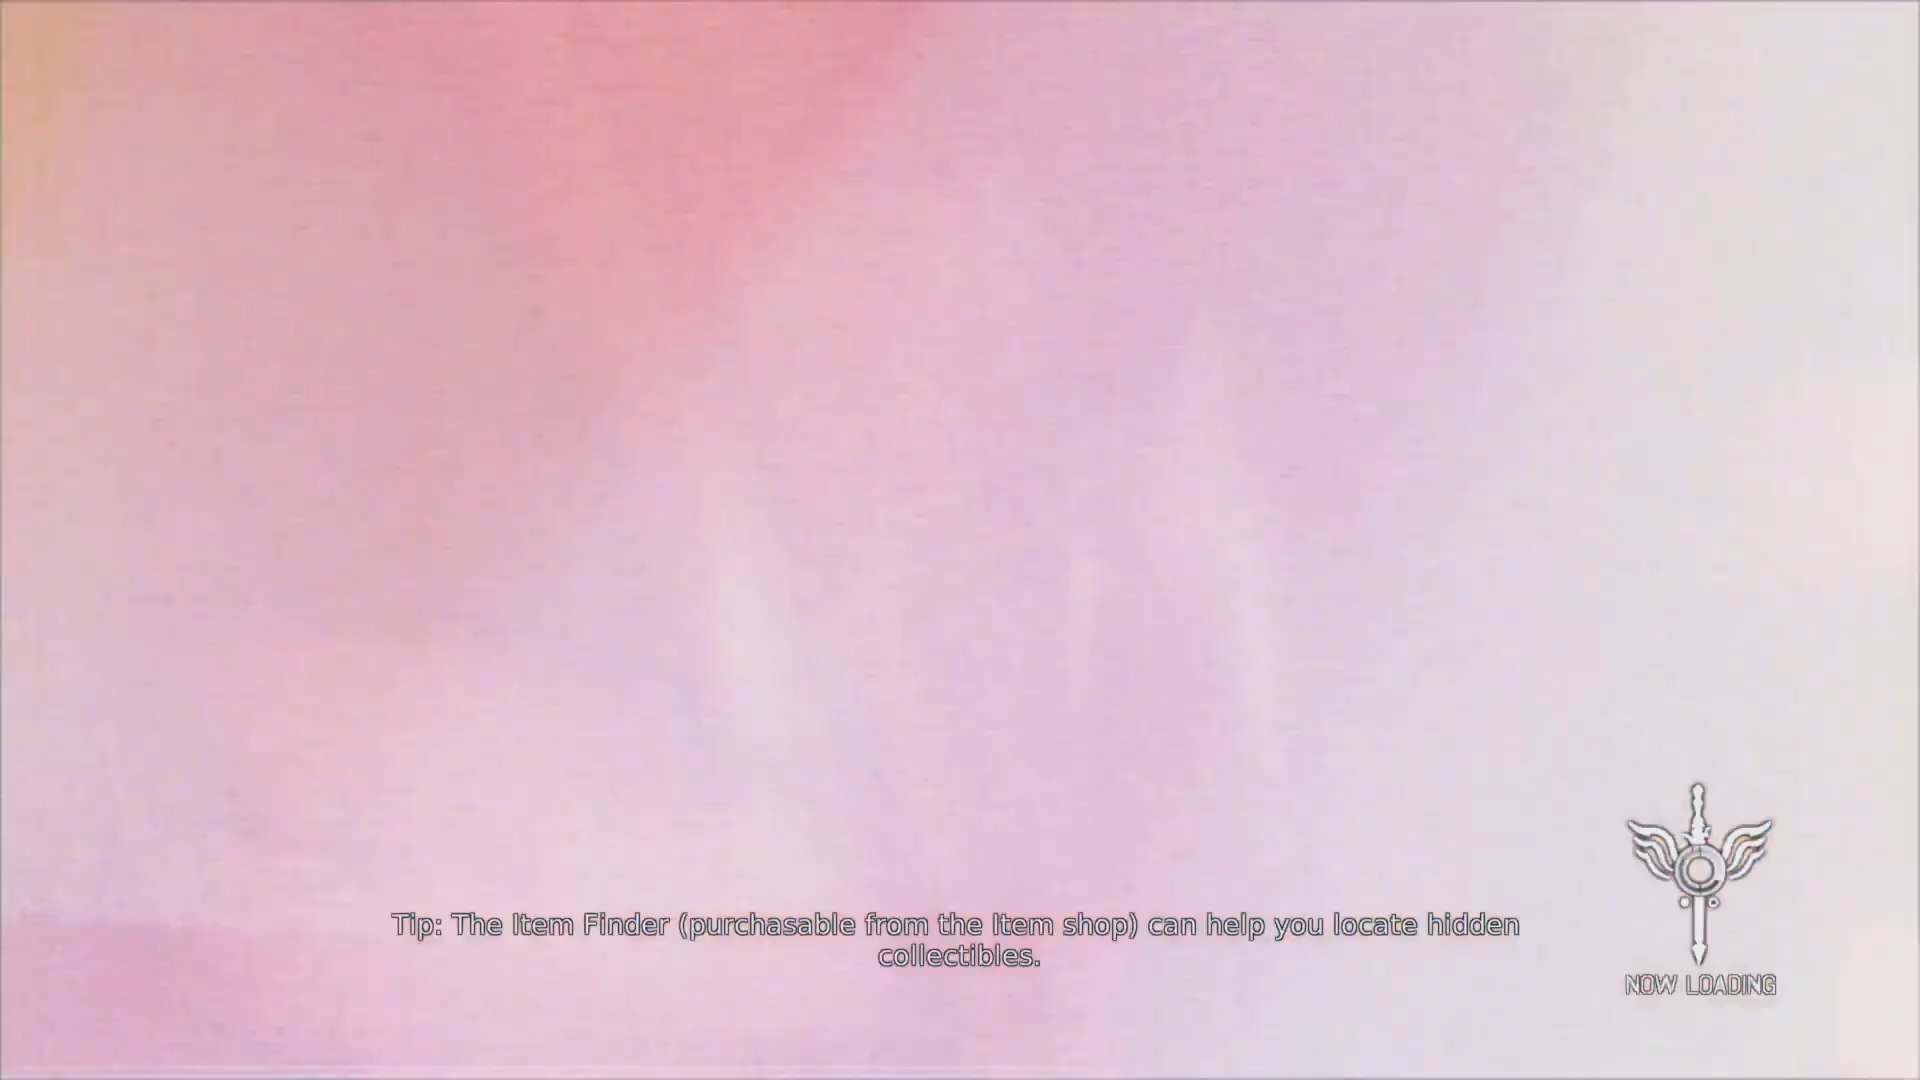 Tip: The Item Finder (purchasable from the Item shop) can help you locate hidden
collectibles.
NOW LOADING